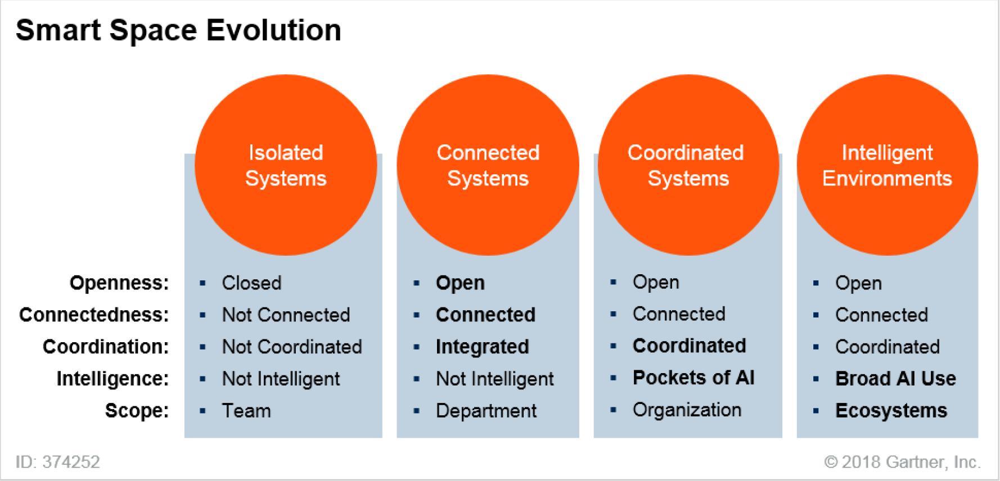 Smart Space Evolution
Isolated
Systems
Connected
Systems
Coordinated
Systems
Intelligent
Environments
Openness: ▪ Closed ▪ Open ▪ Open ▪ Open
Connectedness: ▪ Not Connected ▪ Connected ▪ Connected ▪ Connected
Coordination: ▪ Not Coordinated ▪ Integrated ▪ Coordinated ▪ Coordinated
Intelligence: ▪ Not Intelligent ▪ Not Intelligent ▪ Pockets of AI ▪ Broad AI Use
Scope: ▪ Team ▪ Department ▪ Organization ▪ Ecosystems
ID: 374252 © 2018 Gartner, Inc.